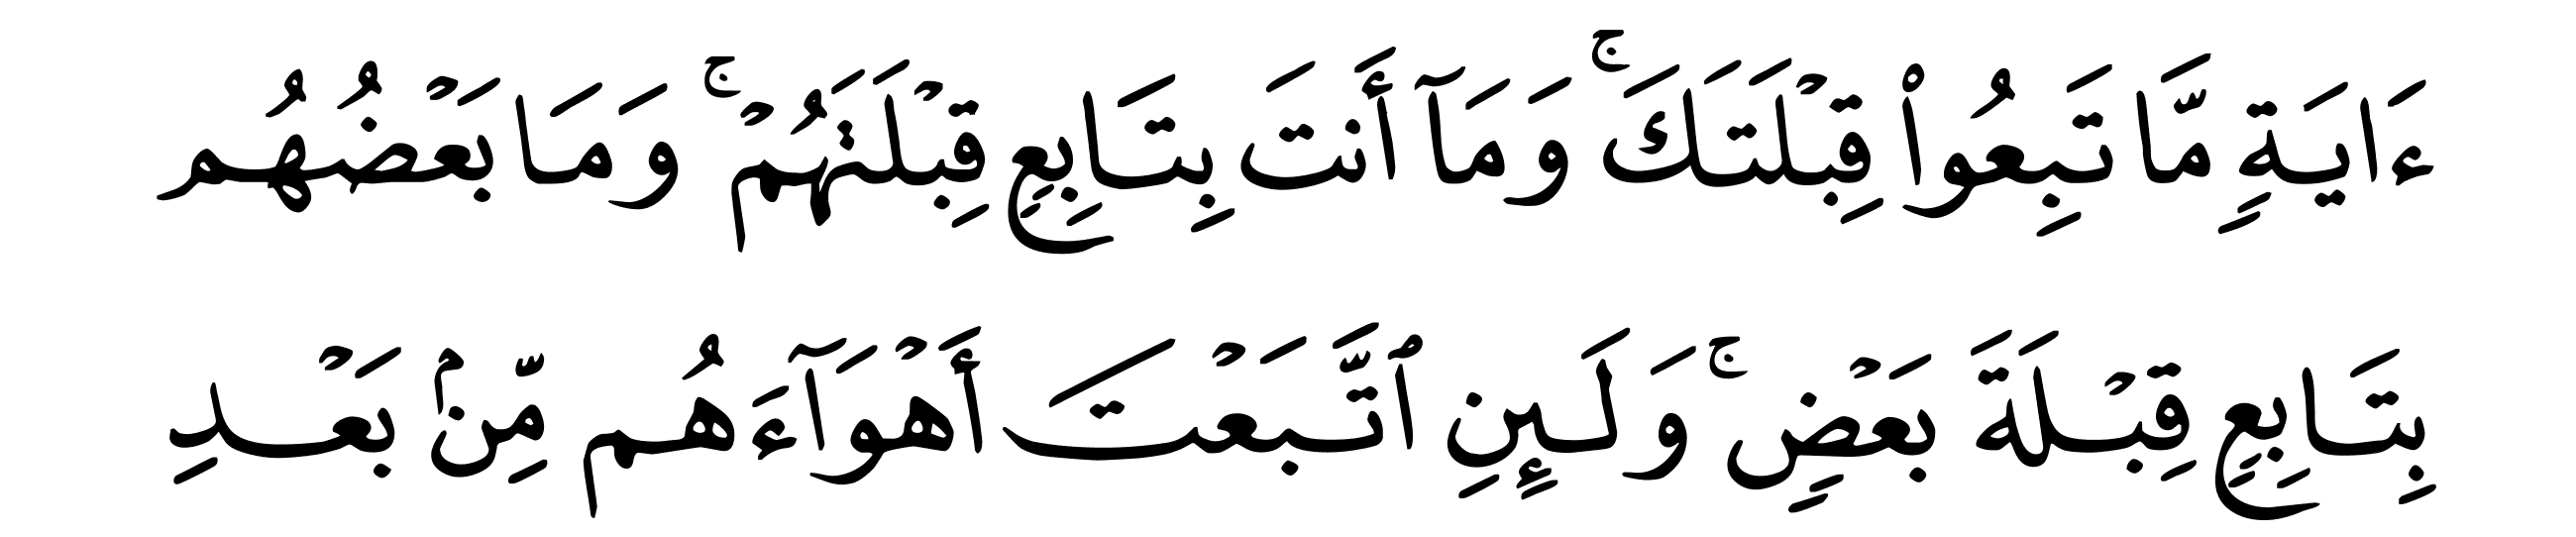 ءَايَةٍ مَّا تَبِعُوا۟ قِبْلَتَكَ ۚ وَمَآ أَنتَ بِتَابِعٍ قِبْلَتَهُمْ ۚ وَمَا بَعْضُهُم
بِتَابِعٍ قِبْلَةَ بَعْضٍ ۚ وَلَئِنِ ٱتَّبَعْتَ أَهْوَآءَهُم مِّنۢ بَعْدِ